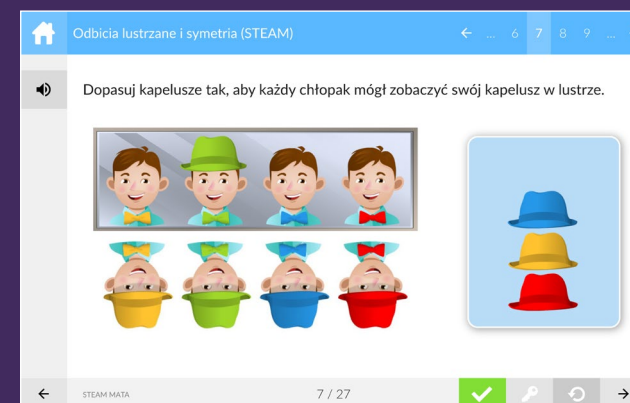 Odbicia lustrzane i symetria (STEAM)
← ... 6 7 8 9 ...
Dopasuj kapelusze tak, aby każdy chłopak mógł zobaczyć swój kapelusz w lustrze.
STEAM MATA
7 / 27